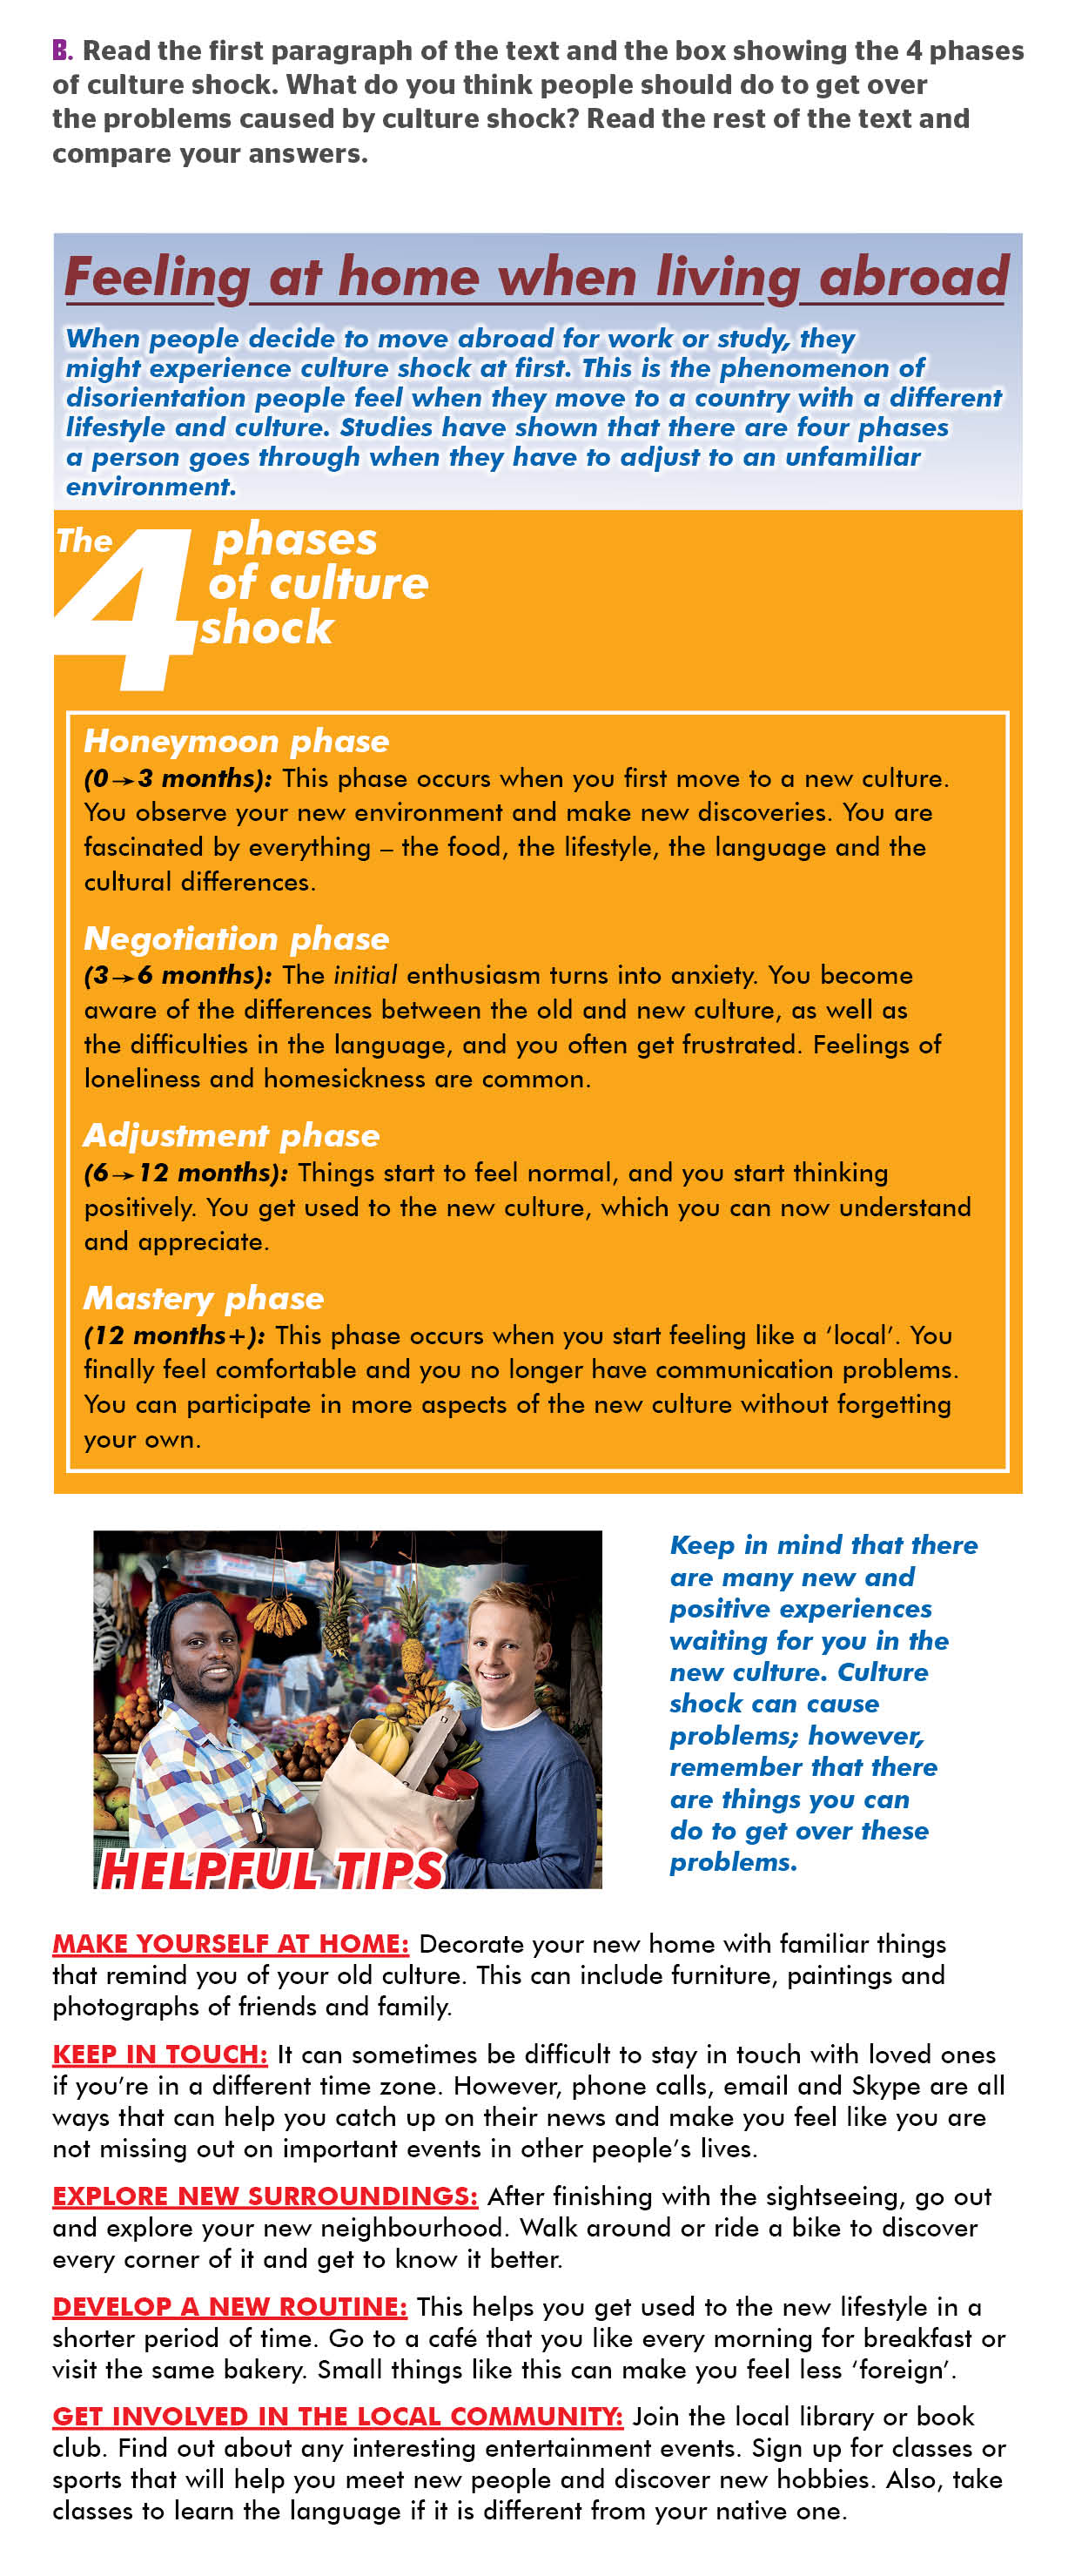 B. Read the first paragraph of the text and the box showing the 4 phases
of culture shock. What do you think people should do to get over
the problems caused by culture shock? Read the rest of the text and
compare your answers.
Feeling at home when living abroad
When people decide to move abroad for work or study, they
might experience culture shock at first. This is the phenomenon of
disorientation people feel when they move to a country with a different
lifestyle and culture. Studies have shown that there are four phases
a person goes through when they have to adjust to an unfamiliar
environment.
The 4 phases
of culture
shock
Honeymoon phase
(0→3 months): This phase occurs when you first move to a new culture.
You observe your new environment and make new discoveries. You are
fascinated by everything – the food, the lifestyle, the language and the
cultural differences.
Negotiation phase
(3→6 months): The initial enthusiasm turns into anxiety. You become
aware of the differences between the old and new culture, as well as
the difficulties in the language, and you often get frustrated. Feelings of
loneliness and homesickness are common.
Adjustment phase
(6→12 months): Things start to feel normal, and you start thinking
positively. You get used to the new culture, which you can now understand
and appreciate.
Mastery phase
(12 months+): This phase occurs when you start feeling like a ‘local’. You
finally feel comfortable and you no longer have communication problems.
You can participate in more aspects of the new culture without forgetting
your own.
Keep in mind that there
are many new and
positive experiences
waiting for you in the
new culture. Culture
shock can cause
problems; however,
remember that there
are things you can
do to get over these
problems.
HELPFUL TIPS
MAKE YOURSELF AT HOME: Decorate your new home with familiar things
that remind you of your old culture. This can include furniture, paintings and
photographs of friends and family.
KEEP IN TOUCH: It can sometimes be difficult to stay in touch with loved ones
if you’re in a different time zone. However, phone calls, email and Skype are all
ways that can help you catch up on their news and make you feel like you are
not missing out on important events in other people’s lives.
EXPLORE NEW SURROUNDINGS: After finishing with the sightseeing, go out
and explore your new neighbourhood. Walk around or ride a bike to discover
every corner of it and get to know it better.
DEVELOP A NEW ROUTINE: This helps you get used to the new lifestyle in a
shorter period of time. Go to a café that you like every morning for breakfast or
visit the same bakery. Small things like this can make you feel less ‘foreign’.
GET INVOLVED IN THE LOCAL COMMUNITY: Join the local library or book
club. Find out about any interesting entertainment events. Sign up for classes or
sports that will help you meet new people and discover new hobbies. Also, take
classes to learn the language if it is different from your native one.